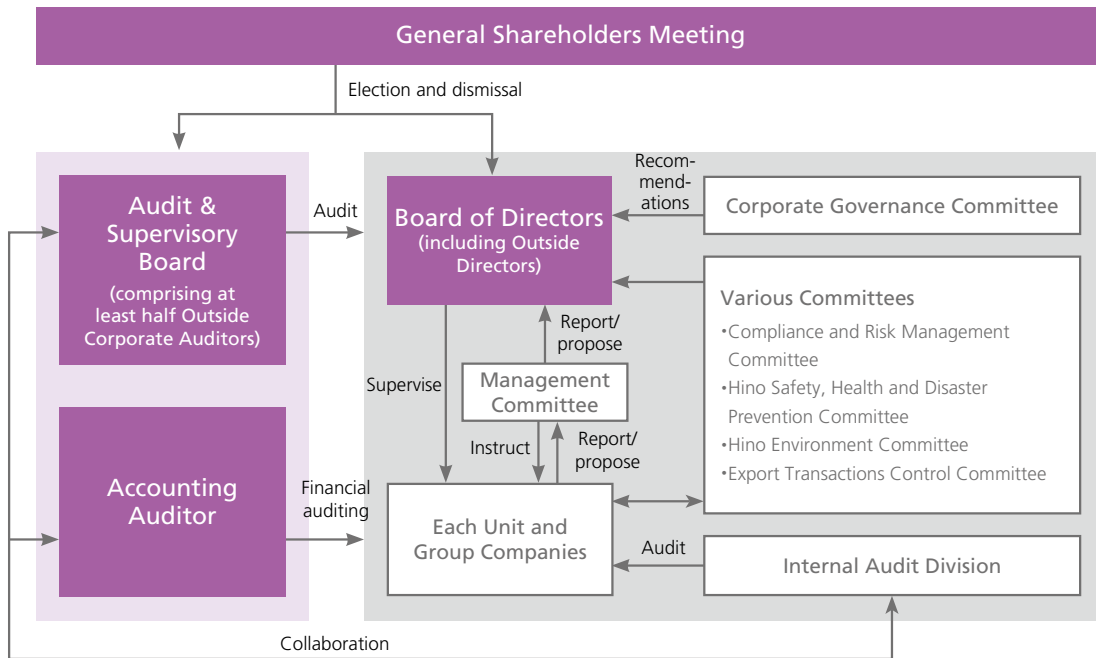 General Shareholders Meeting
Election and dismissal
Audit &
Supervisory
Board
(comprising at
least half Outside
Corporate Auditors)
Audit
Board of Directors
(including Outside
Directors)
Recom-
mend-
ations
Corporate Governance Committee
Various Committees
•Compliance and Risk Management
Committee
•Hino Safety, Health and Disaster
Prevention Committee
•Hino Environment Committee
•Export Transactions Control Committee
Report/
propose
Supervise
Management
Committee
Instruct
Report/
propose
Accounting
Auditor
Financial
auditing
Each Unit and
Group Companies
Audit
Internal Audit Division
Collaboration